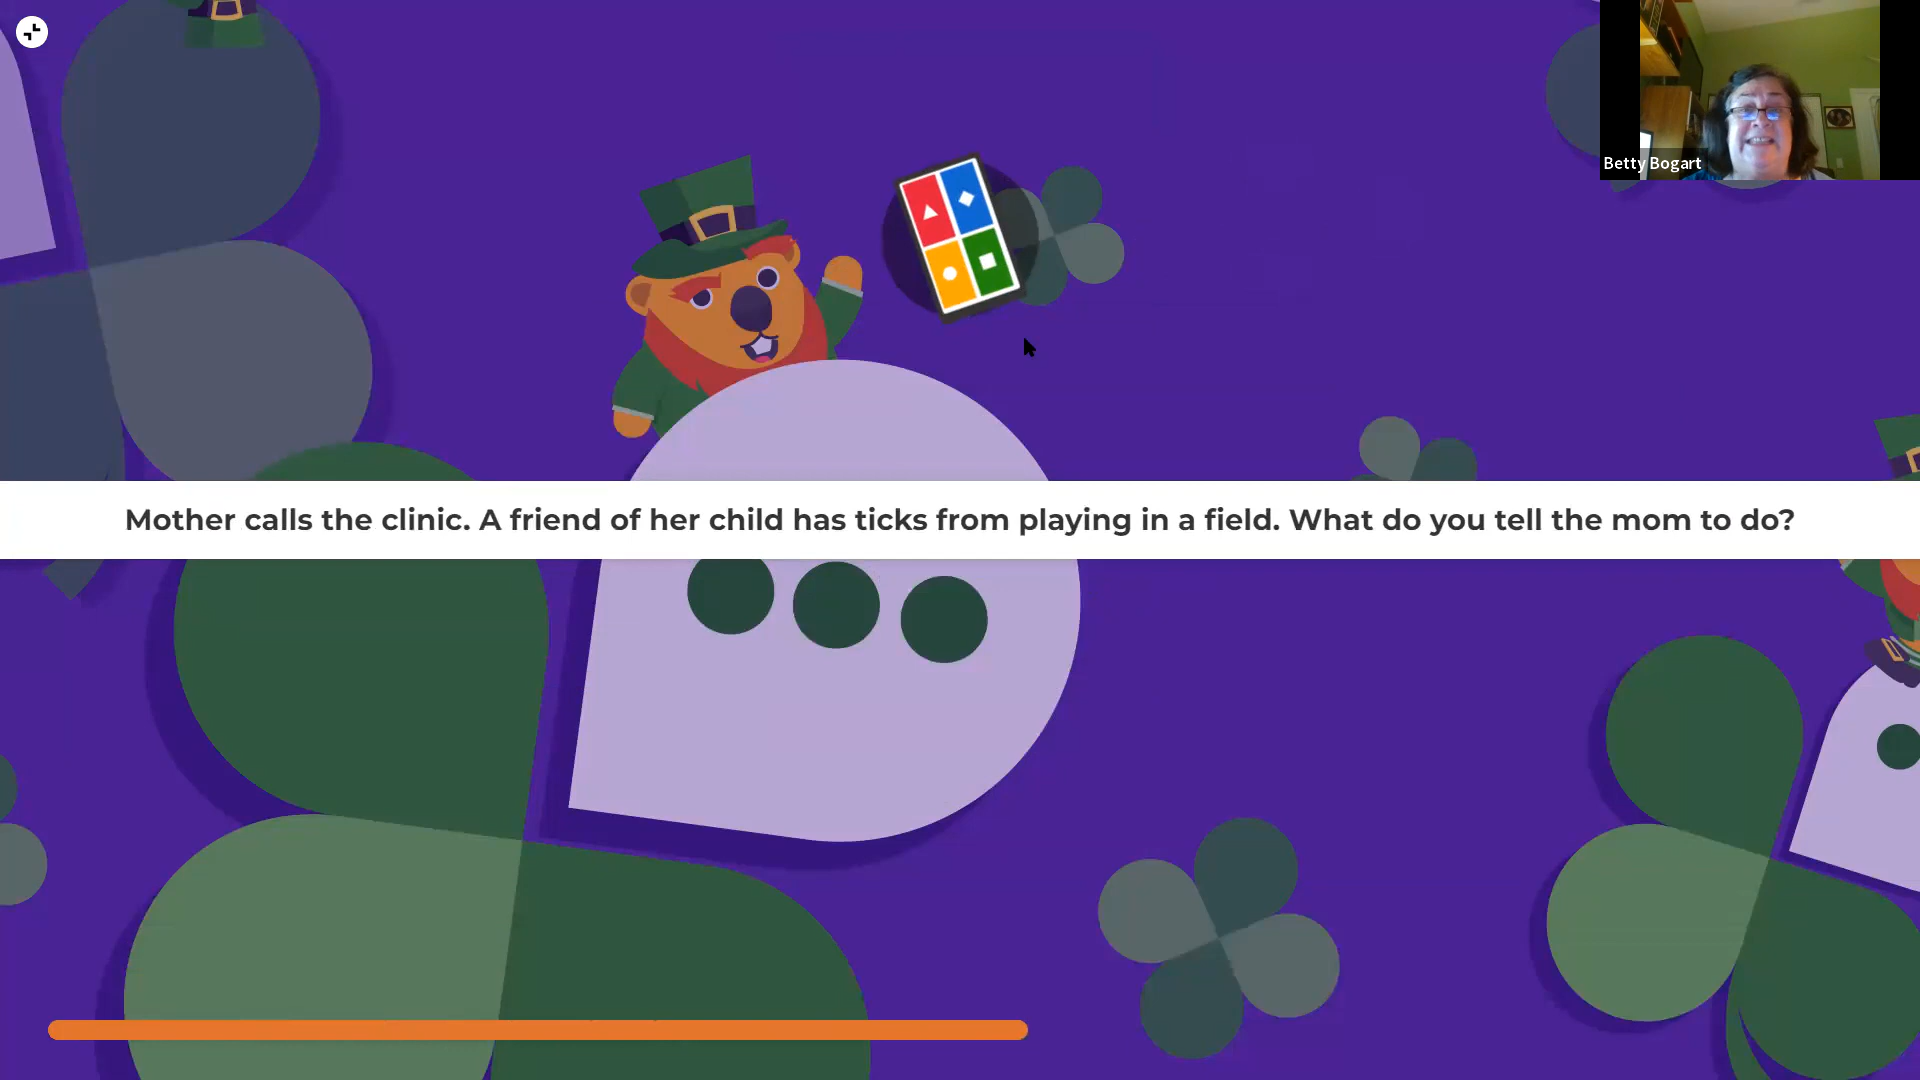 Betty Bogart
Mother calls the clinic. A friend of her child has ticks from playing in a field. What do you tell the mom to do?